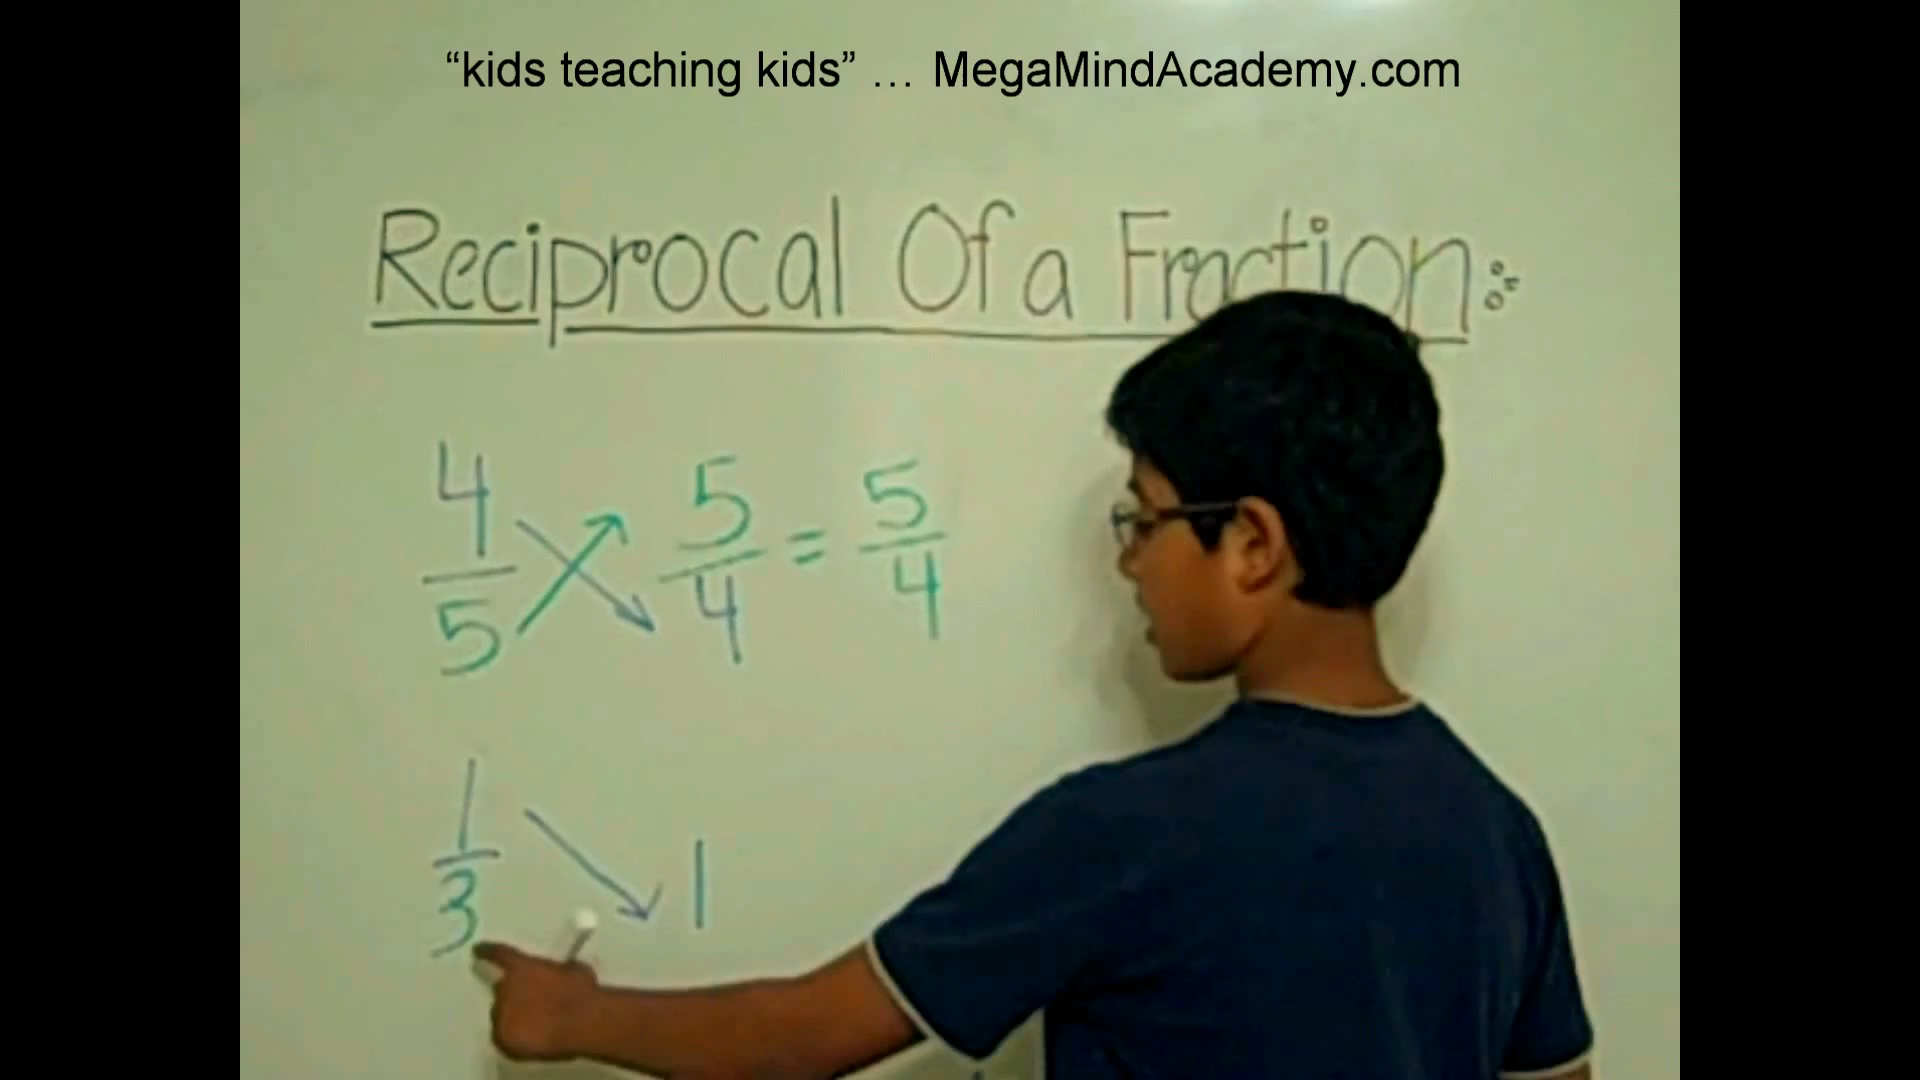 “kids teaching kids” ... MegaMindAcademy.com
Reciprocal Of a Fraction:
4/5 5/4 = 5/4
1/3 1